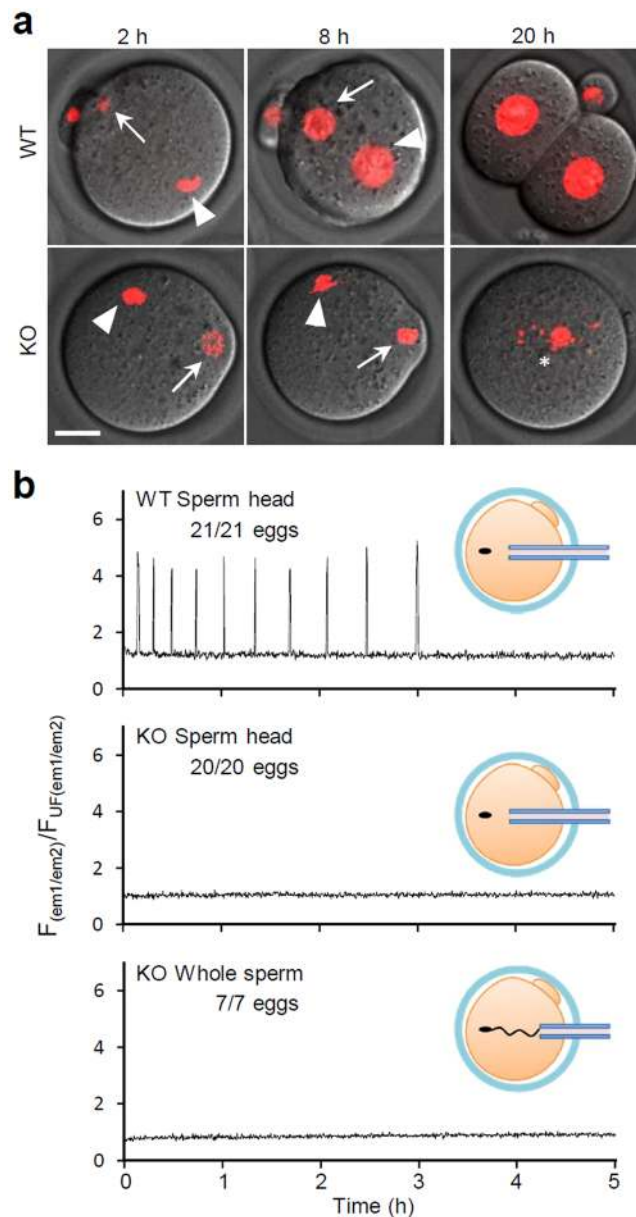 a
2 h
8 h
20 h
WT
KO
*
b
WT Sperm head
21/21 eggs
6
4
2
0
KO Sperm head
20/20 eggs
6
4
2
0
KO Whole sperm
7/7 eggs
6
4
2
0
F(em1/em2)/FUF(em1/em2)
0 1 2 3 4 5
Time (h)